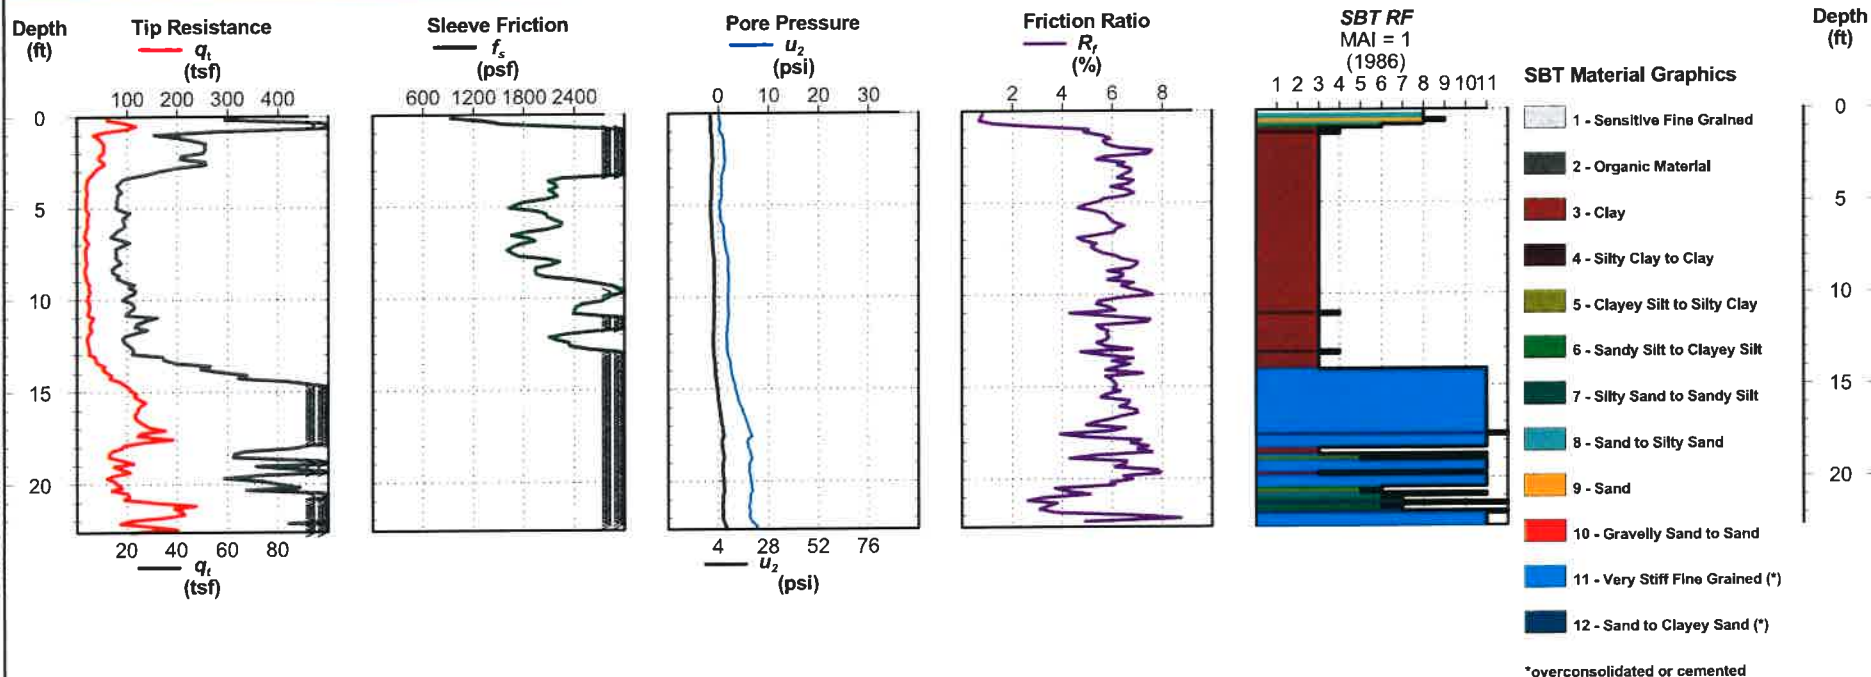 Depth
(ft)
Tip Resistance
qt
(tsf)
100 200 300 400
Sleeve Friction
fs
(psf)
600 1200 1800 2400
Pore Pressure
u2
(psi)
0 10 20 30
Friction Ratio
Rf
(%)
2 4 6 8
SBT RF
MAI = 1
(1986)
1 2 3 4 5 6 7 8 9 10 11
Depth
(ft)
0
5
10
15
20
20 40 60 80
qt
(tsf)
4 28 52 76
u2
(psi)
SBT Material Graphics
1 - Sensitive Fine Grained
2 - Organic Material
3 - Clay
4 - Silty Clay to Clay
5 - Clayey Silt to Silty Clay
6 - Sandy Silt to Clayey Silt
7 - Silty Sand to Sandy Silt
8 - Sand to Silty Sand
9 - Sand
10 - Gravelly Sand to Sand
11 - Very Stiff Fine Grained (*)
12 - Sand to Clayey Sand (*)
*overconsolidated or cemented
0
5
10
15
20